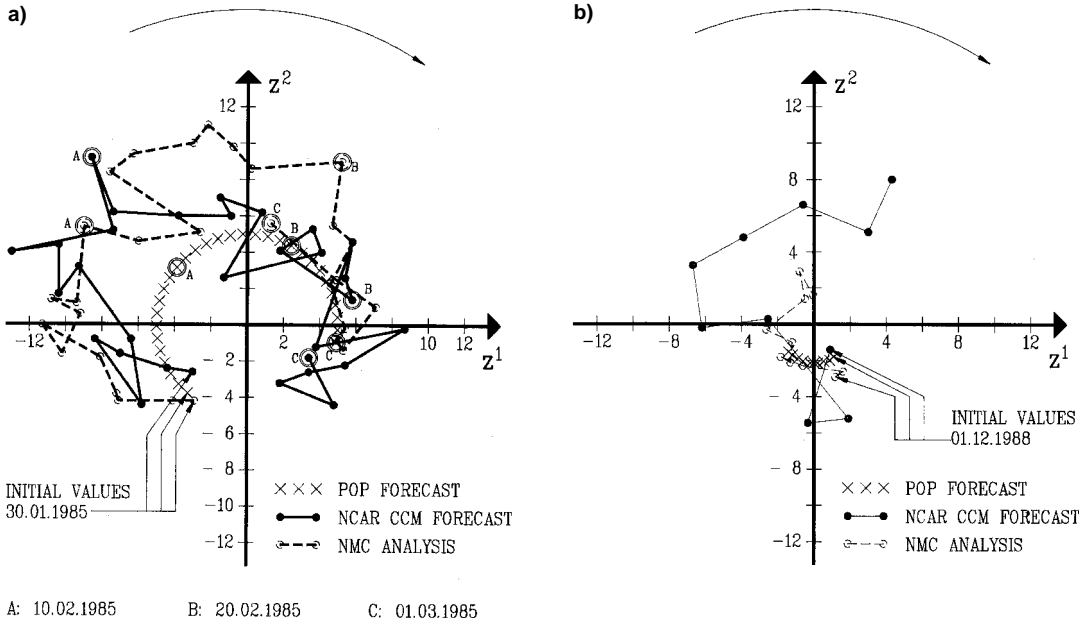 a)
Z²
12
A
B
A
C
B
A
B
C
C
-12
2
10 12
Z¹
-2
-4
-6
-8
-10
-12
INITIAL VALUES
30.01.1985
××× POP FORECAST
NCAR CCM FORECAST
NMC ANALYSIS
A: 10.02.1985 B: 20.02.1985 C: 01.03.1985
b)
Z²
12
8
4
-12
-8
-4
4
8
12
Z¹
-4
-8
-12
INITIAL VALUES
01.12.1988
××× POP FORECAST
NCAR CCM FORECAST
NMC ANALYSIS